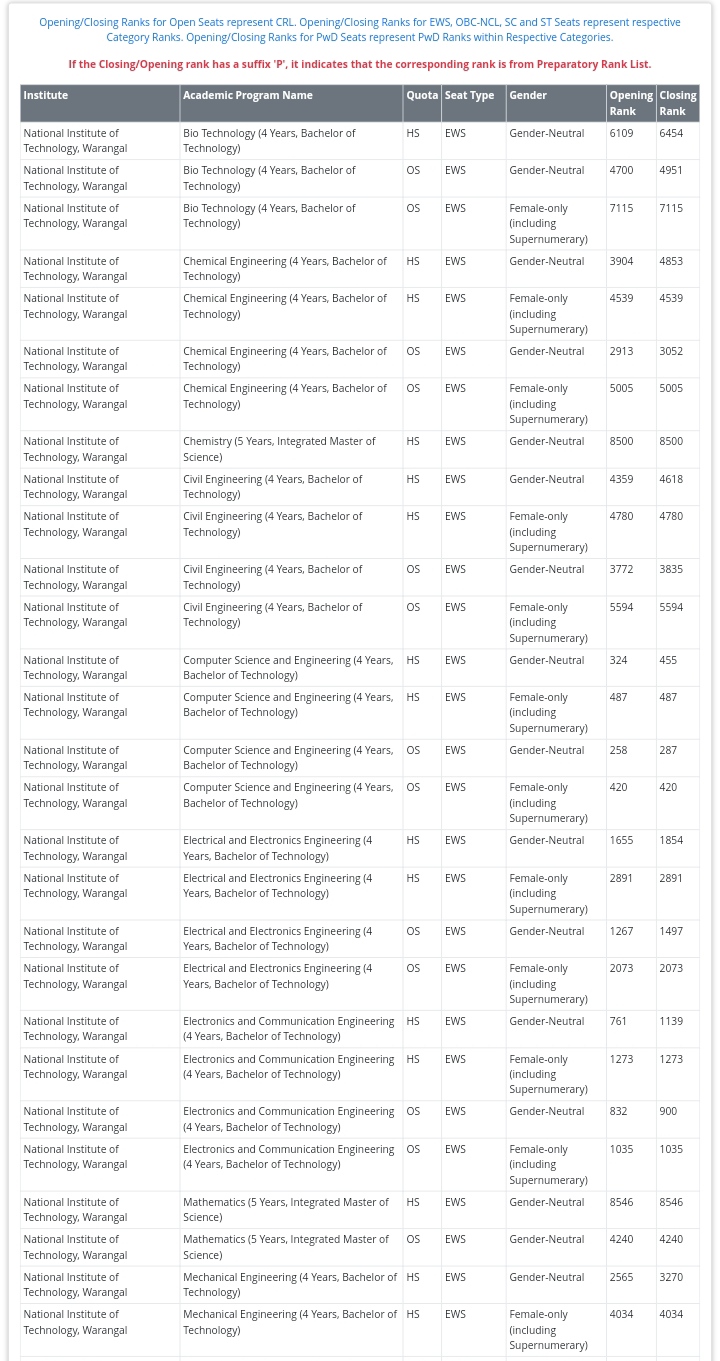 Opening/Closing Ranks for Open Seats represent CRL. Opening/Closing Ranks for EWS, OBC-NCL, SC and ST Seats represent respective
Category Ranks. Opening/Closing Ranks for PwD Seats represent PwD Ranks within Respective Categories.
If the Closing/Opening rank has a suffix 'P', it indicates that the corresponding rank is from Preparatory Rank List.
Institute Academic Program Name Quota Seat Type Gender Opening Closing
Rank Rank
National Institute of Bio Technology (4 Years, Bachelor of HS EWS Gender-Neutral 6109 6454
Technology, Warangal Technology)
National Institute of Bio Technology (4 Years, Bachelor of OS EWS Gender-Neutral 4700 4951
Technology, Warangal Technology)
National Institute of Bio Technology (4 Years, Bachelor of OS EWS Female-only 7115 7115
Technology, Warangal Technology) (including
Supernumerary)
National Institute of Chemical Engineering (4 Years, Bachelor of HS EWS Gender-Neutral 3904 4853
Technology, Warangal Technology)
National Institute of Chemical Engineering (4 Years, Bachelor of HS EWS Female-only 4539 4539
Technology, Warangal Technology) (including
Supernumerary)
National Institute of Chemical Engineering (4 Years, Bachelor of OS EWS Gender-Neutral 2913 3052
Technology, Warangal Technology)
National Institute of Chemical Engineering (4 Years, Bachelor of OS EWS Female-only 5005 5005
Technology, Warangal Technology) (including
Supernumerary)
National Institute of Chemistry (5 Years, Integrated Master of HS EWS Gender-Neutral 8500 8500
Technology, Warangal Science)
National Institute of Civil Engineering (4 Years, Bachelor of HS EWS Gender-Neutral 4359 4618
Technology, Warangal Technology)
National Institute of Civil Engineering (4 Years, Bachelor of HS EWS Female-only 4780 4780
Technology, Warangal Technology) (including
Supernumerary)
National Institute of Civil Engineering (4 Years, Bachelor of OS EWS Gender-Neutral 3772 3835
Technology, Warangal Technology)
National Institute of Civil Engineering (4 Years, Bachelor of OS EWS Female-only 5594 5594
Technology, Warangal Technology) (including
Supernumerary)
National Institute of Computer Science and Engineering (4 Years, HS EWS Gender-Neutral 324 455
Technology, Warangal Bachelor of Technology)
National Institute of Computer Science and Engineering (4 Years, HS EWS Female-only 487 487
Technology, Warangal Bachelor of Technology) (including
Supernumerary)
National Institute of Computer Science and Engineering (4 Years, OS EWS Gender-Neutral 258 287
Technology, Warangal Bachelor of Technology)
National Institute of Computer Science and Engineering (4 Years, OS EWS Female-only 420 420
Technology, Warangal Bachelor of Technology) (including
Supernumerary)
National Institute of Electrical and Electronics Engineering (4 HS EWS Gender-Neutral 1655 1854
Technology, Warangal Years, Bachelor of Technology)
National Institute of Electrical and Electronics Engineering (4 HS EWS Female-only 2891 2891
Technology, Warangal Years, Bachelor of Technology) (including
Supernumerary)
National Institute of Electrical and Electronics Engineering (4 OS EWS Gender-Neutral 1267 1497
Technology, Warangal Years, Bachelor of Technology)
National Institute of Electrical and Electronics Engineering (4 OS EWS Female-only 2073 2073
Technology, Warangal Years, Bachelor of Technology) (including
Supernumerary)
National Institute of Electronics and Communication Engineering HS EWS Gender-Neutral 761 1139
Technology, Warangal (4 Years, Bachelor of Technology)
National Institute of Electronics and Communication Engineering HS EWS Female-only 1273 1273
Technology, Warangal (4 Years, Bachelor of Technology) (including
Supernumerary)
National Institute of Electronics and Communication Engineering OS EWS Gender-Neutral 832 900
Technology, Warangal (4 Years, Bachelor of Technology)
National Institute of Electronics and Communication Engineering OS EWS Female-only 1035 1035
Technology, Warangal (4 Years, Bachelor of Technology) (including
Supernumerary)
National Institute of Mathematics (5 Years, Integrated Master of HS EWS Gender-Neutral 8546 8546
Technology, Warangal Science)
National Institute of Mathematics (5 Years, Integrated Master of OS EWS Gender-Neutral 4240 4240
Technology, Warangal Science)
National Institute of Mechanical Engineering (4 Years, Bachelor of HS EWS Gender-Neutral 2565 3270
Technology, Warangal Technology)
National Institute of Mechanical Engineering (4 Years, Bachelor of HS EWS Female-only 4034 4034
Technology, Warangal Technology) (including
Supernumerary)